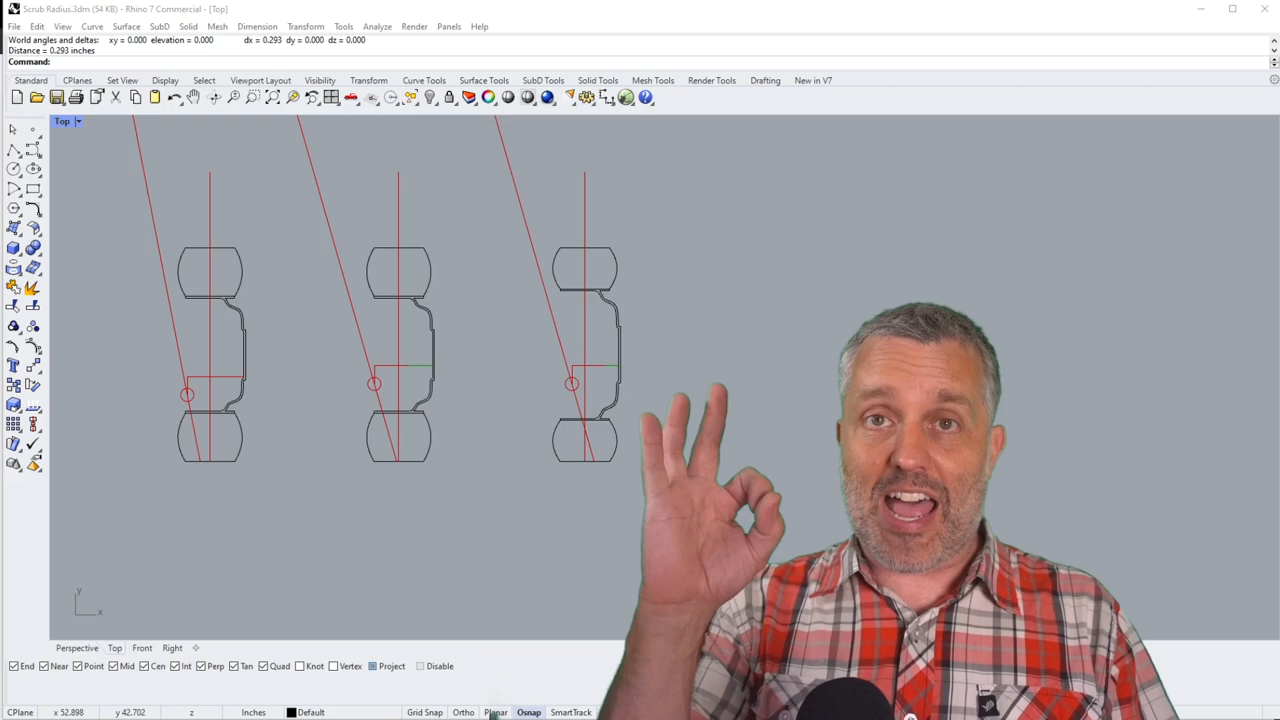 Scrub Radius.3dm (54 KB) - Rhino 7 Commercial - [Top]
File Edit View Curve Surface SubD Solid Mesh Dimension Transform Tools Analyze Render Panels Help
World angles and deltas: xy = 0.000 elevation = 0.000 dx = 0.293 dy = 0.000 dz = 0.000
Distance = 0.293 inches
Command:
Standard CPlanes Set View Display Select Viewport Layout Visibility Transform Curve Tools Surface Tools SubD Tools Solid Tools Mesh Tools Render Tools Drafting New in V7
Top
y
x
Perspective Top Front Right
End Near Point Mid Cen Int Perp Tan Quad Knot Vertex Project Disable
CPlane x 52.898 y 42.702 z Inches Default Grid Snap Ortho Planar Osnap SmartTrack